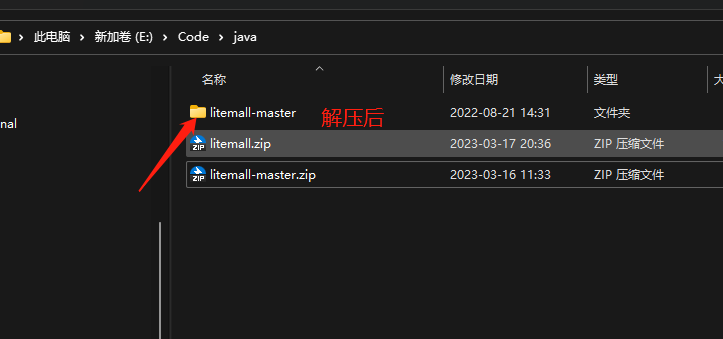 此电脑 › 新加卷 (E:) › Code › java
名称 修改日期 类型 大
nal
litemall-master 解压后 2022-08-21 14:31 文件夹
litemall.zip 2023-03-17 20:36 ZIP 压缩文件
litemall-master.zip 2023-03-16 11:33 ZIP 压缩文件